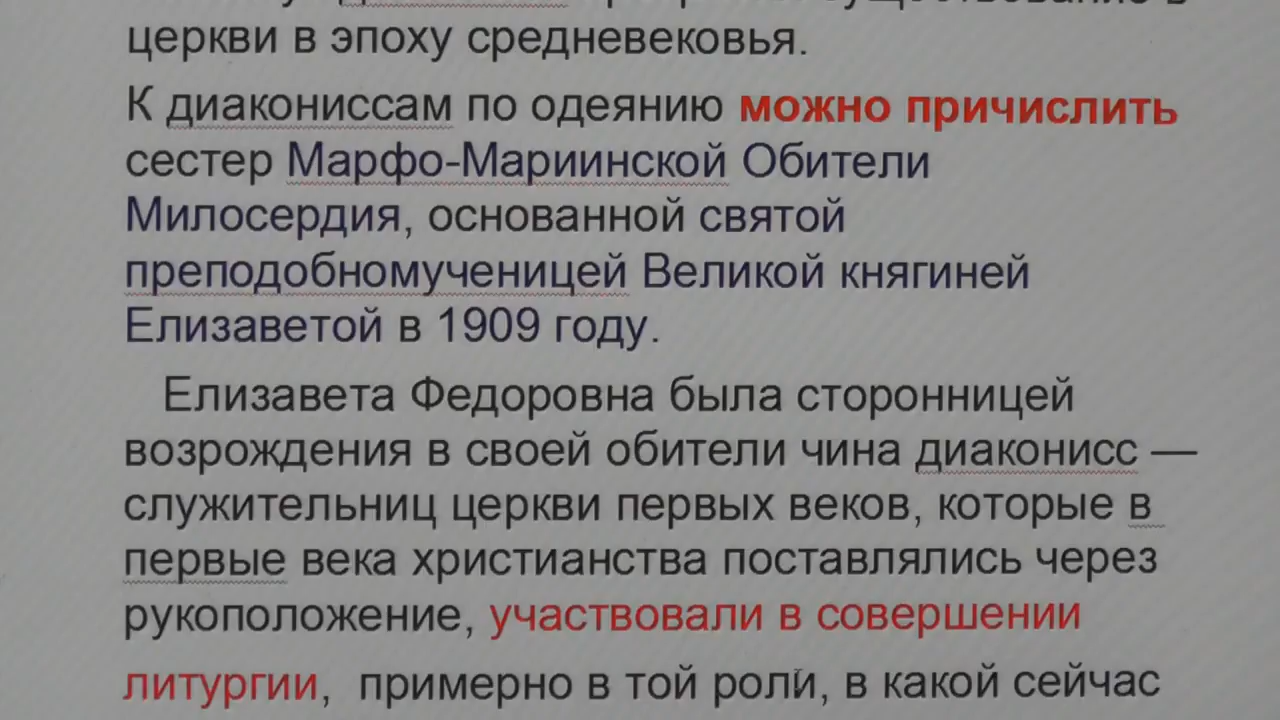 церкви в эпоху средневековья.
К диакониссам по одеянию можно причислить
сестер Марфо-Мариинской Обители
Милосердия, основанной святой
преподобномученицей Великой княгиней
Елизаветой в 1909 году.
Елизавета Федоровна была сторонницей
возрождения в своей обители чина диаконисс —
служительниц церкви первых веков, которые в
первые века христианства поставлялись через
рукоположение, участвовали в совершении
литургии, примерно в той роли, в какой сейчас